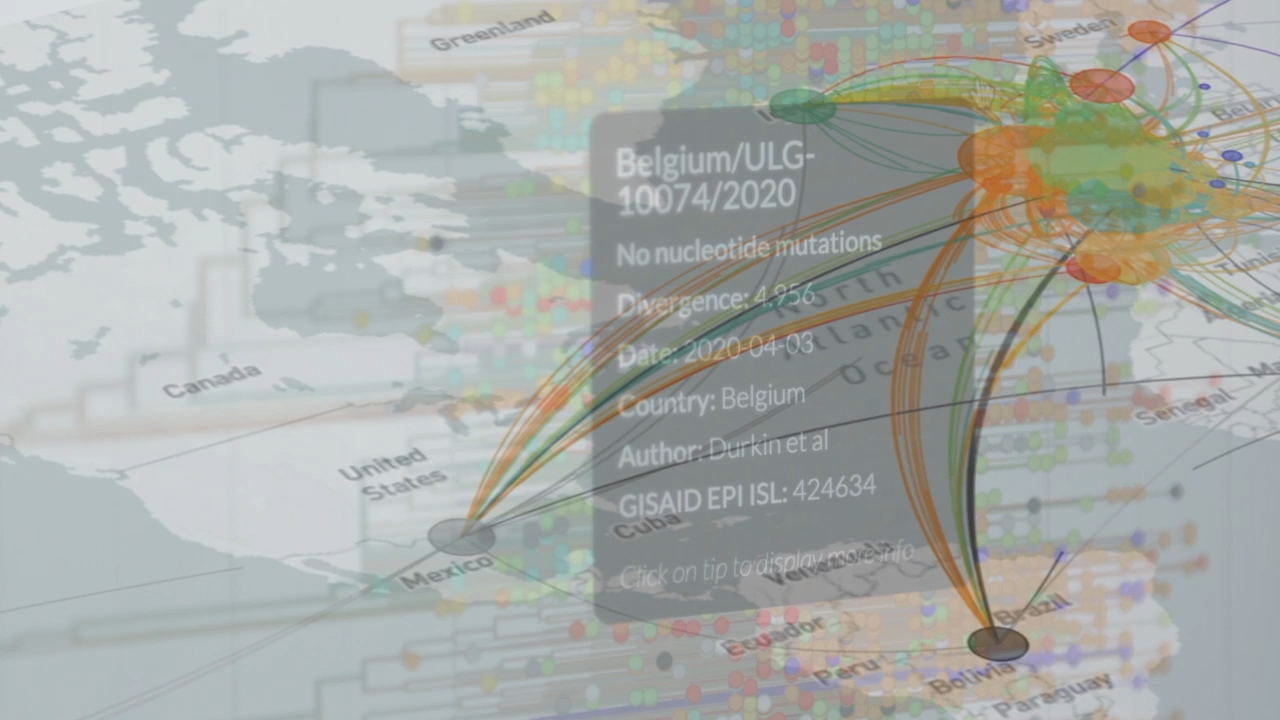 Greenland
Sweden
Belgium/ULG-
10074/2020
No nucleotide mutations
Divergence: 4.956
North
Atlantic
Ocean
Date: 2020-04-03
Canada
Country: Belgium
Senegal
Author: Durkin et al
United
States
GISAID EPI ISL: 424634
Cuba
Mexico
Click on tip to display more info
Venezuela
Brazil
Ecuador
Peru
Bolivia
Paraguay